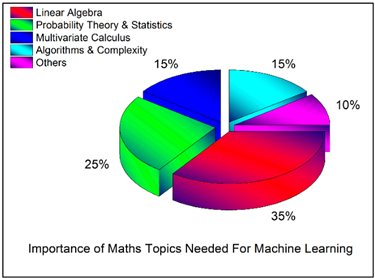 Linear Algebra
Probability Theory & Statistics
Multivariate Calculus
Algorithms & Complexity
Others
15%
15%
10%
25%
35%
Importance of Maths Topics Needed For Machine Learning